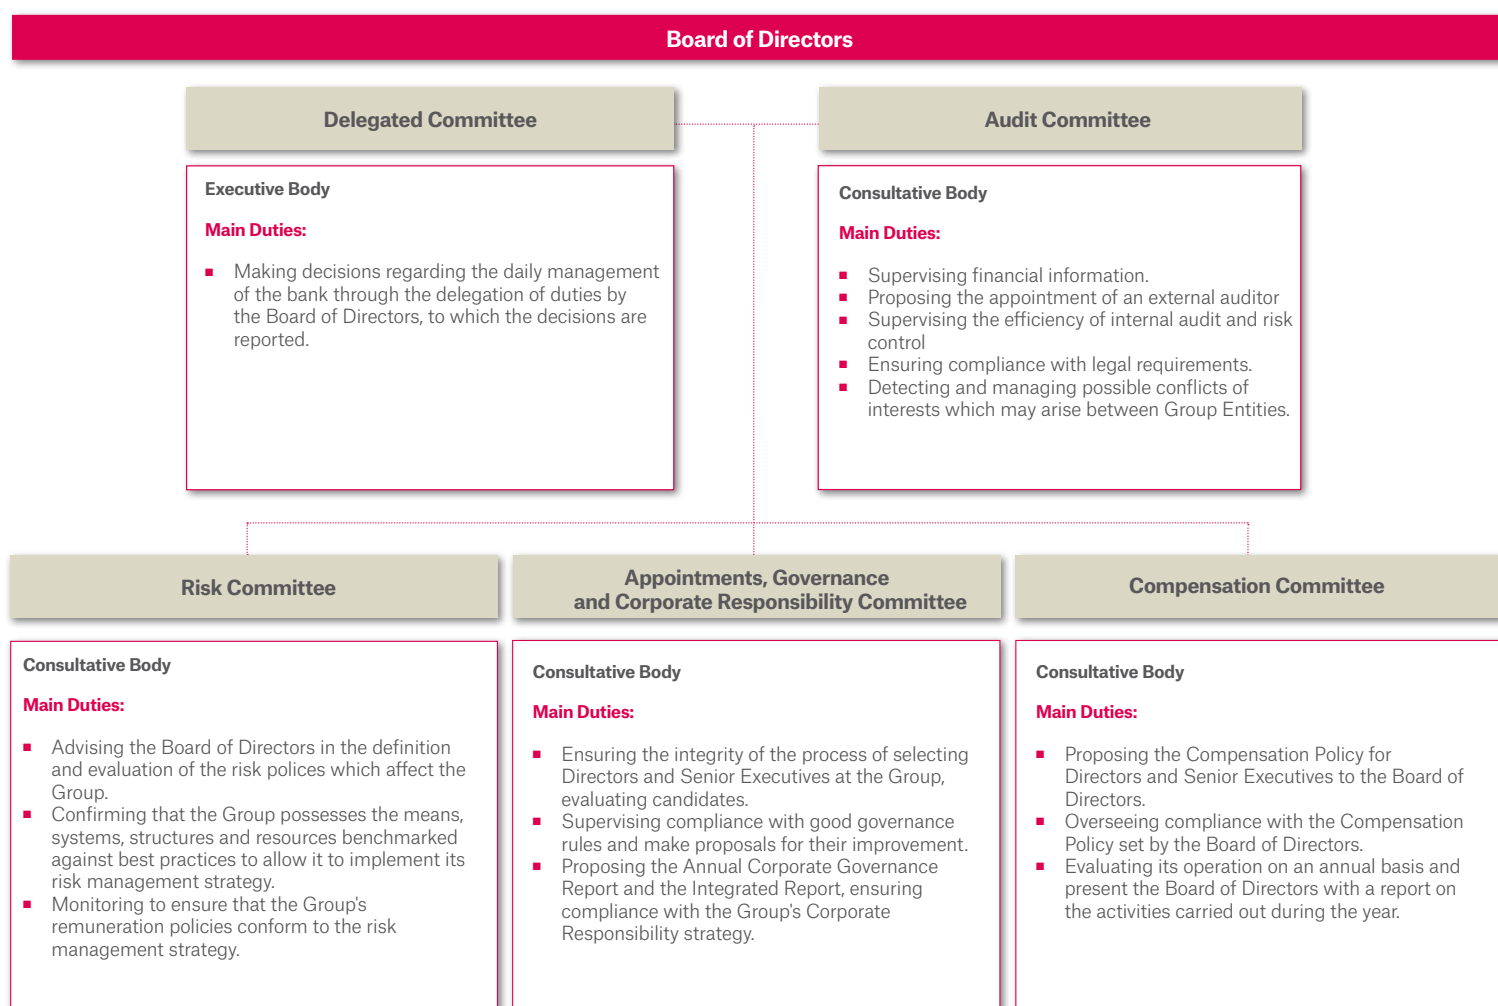 Board of Directors
Delegated Committee
Executive Body
Main Duties:
■ Making decisions regarding the daily management
of the bank through the delegation of duties by
the Board of Directors, to which the decisions are
reported.
Audit Committee
Consultative Body
Main Duties:
■ Supervising financial information.
■ Proposing the appointment of an external auditor
■ Supervising the efficiency of internal audit and risk
control
■ Ensuring compliance with legal requirements.
■ Detecting and managing possible conflicts of
interests which may arise between Group Entities.
Risk Committee
Consultative Body
Main Duties:
■ Advising the Board of Directors in the definition
and evaluation of the risk polices which affect the
Group.
■ Confirming that the Group possesses the means,
systems, structures and resources benchmarked
against best practices to allow it to implement its
risk management strategy.
■ Monitoring to ensure that the Group's
remuneration policies conform to the risk
management strategy.
Appointments, Governance
and Corporate Responsibility Committee
Consultative Body
Main Duties:
■ Ensuring the integrity of the process of selecting
Directors and Senior Executives at the Group,
evaluating candidates.
■ Supervising compliance with good governance
rules and make proposals for their improvement.
■ Proposing the Annual Corporate Governance
Report and the Integrated Report, ensuring
compliance with the Group's Corporate
Responsibility strategy.
Compensation Committee
Consultative Body
Main Duties:
■ Proposing the Compensation Policy for
Directors and Senior Executives to the Board of
Directors.
■ Overseeing compliance with the Compensation
Policy set by the Board of Directors.
■ Evaluating its operation on an annual basis and
present the Board of Directors with a report on
the activities carried out during the year.